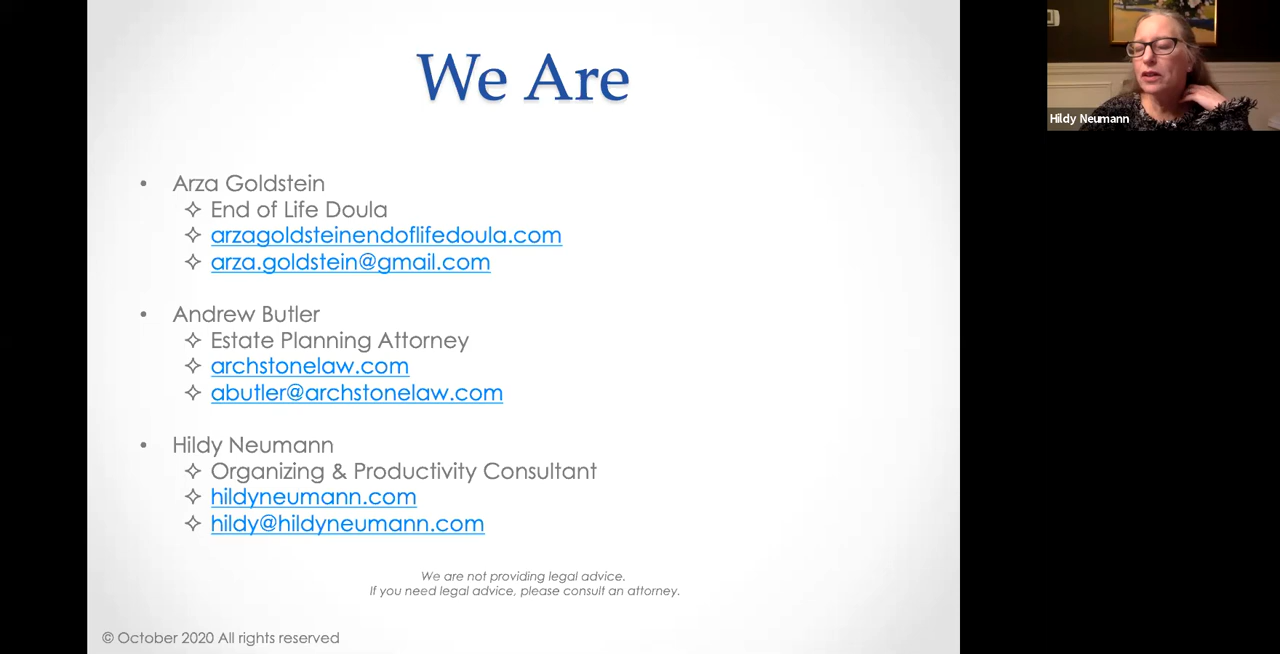 We Are
• Arza Goldstein
✧ End of Life Doula
✧ arzagoldsteinendoflifedoula.com
✧ arza.goldstein@gmail.com
• Andrew Butler
✧ Estate Planning Attorney
✧ archstonelaw.com
✧ abutler@archstonelaw.com
• Hildy Neumann
✧ Organizing & Productivity Consultant
✧ hildyneumann.com
✧ hildy@hildyneumann.com
We are not providing legal advice.
If you need legal advice, please consult an attorney.
© October 2020 All rights reserved
Hildy Neumann